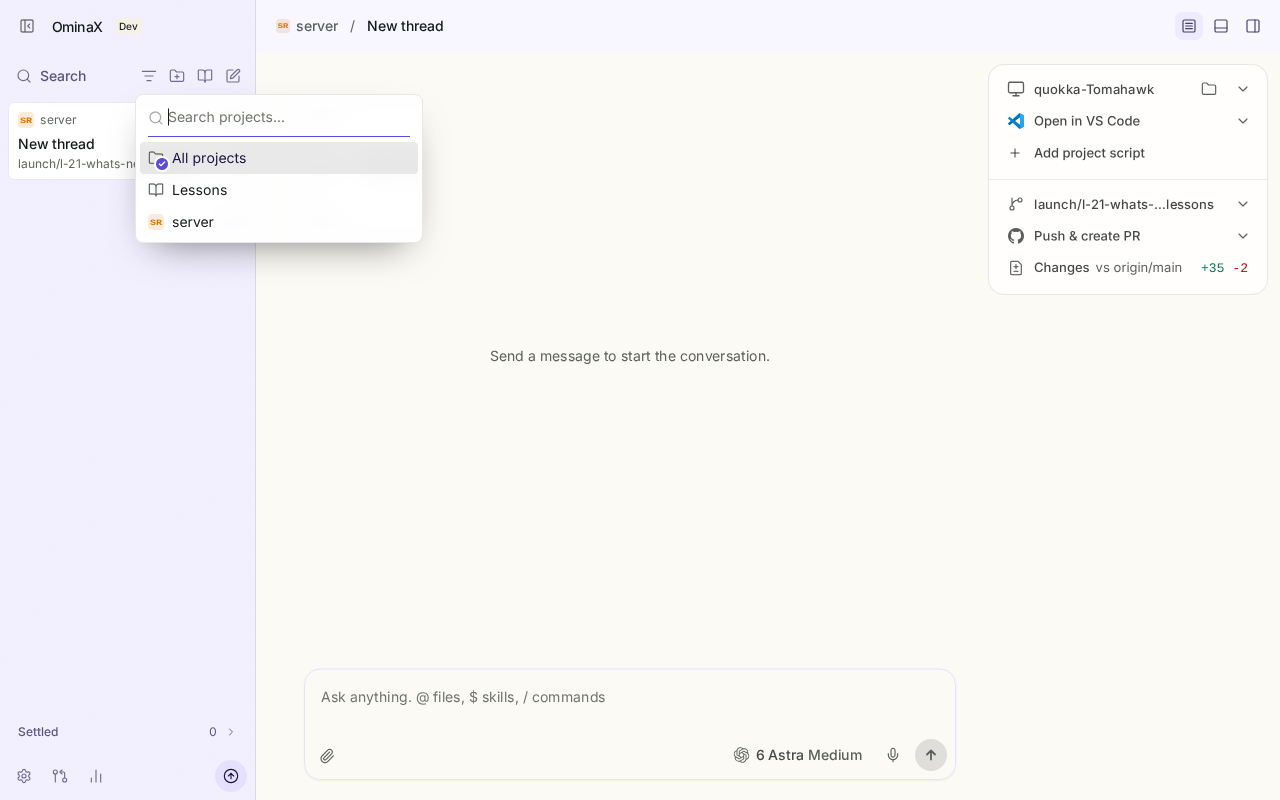 OminaX Dev
SR server / New thread
Search
SR server
New thread
launch/l-21-whats-ne
Search projects...
All projects
Lessons
SR server
quokka-Tomahawk
Open in VS Code
Add project script
launch/l-21-whats-...lessons
Push & create PR
Changes vs origin/main +35 -2
Send a message to start the conversation.
Ask anything. @ files, $ skills, / commands
6 Astra Medium
Settled 0